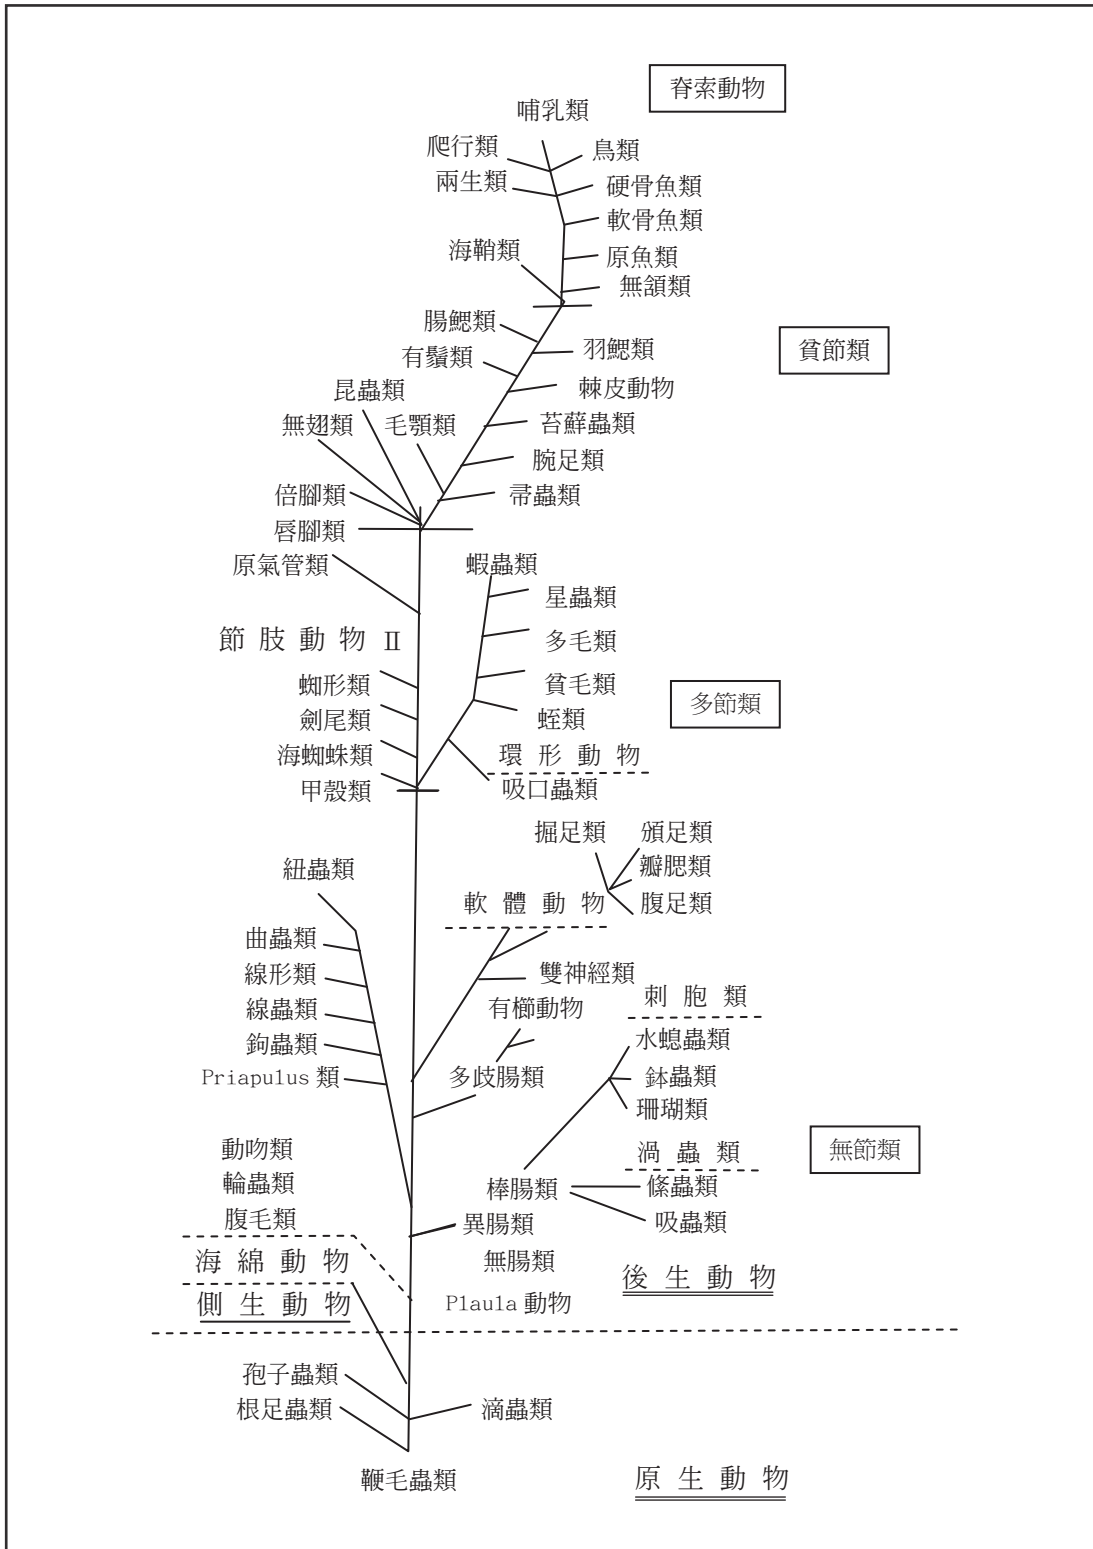 脊索動物
哺乳類
爬行類
鳥類
兩生類
硬骨魚類
軟骨魚類
海鞘類
原魚類
無頷類
腸鰓類
羽鰓類
貧節類
有鬚類
昆蟲類
棘皮動物
無翅類
毛顎類
苔蘚蟲類
腕足類
倍腳類
帚蟲類
唇腳類
原氣管類
蝦蟲類
星蟲類
節肢動物 II
多毛類
蜘形類
貧毛類
多節類
劍尾類
蛭類
海蜘蛛類
環形動物
甲殼類
吸口蟲類
掘足類
頒足類
紐蟲類
瓣腮類
軟體動物
腹足類
曲蟲類
線形類
雙神經類
刺胞類
線蟲類
有櫛動物
鉤蟲類
水螅蟲類
Priapulus 類
多歧腸類
鉢蟲類
珊瑚類
動吻類
渦蟲類
無節類
輪蟲類
棒腸類
條蟲類
腹毛類
異腸類
吸蟲類
海綿動物
無腸類
後生動物
側生動物
Plaula 動物
孢子蟲類
根足蟲類
滴蟲類
鞭毛蟲類
原生動物